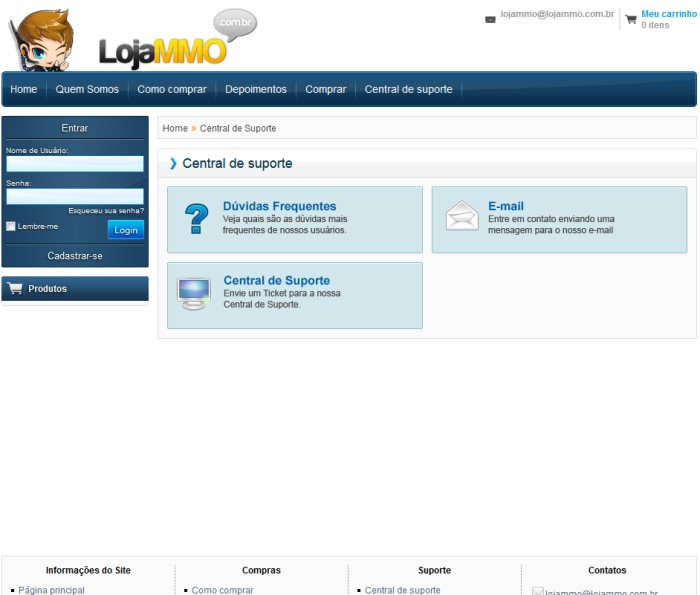 .com.br
LojaMMO
lojammo@lojammo.com.br
Meu carrinho
0 itens
Home
Quem Somos
Como comprar
Depoimentos
Comprar
Central de suporte
Entrar
Nome de Usuário:
Senha:
Esqueceu sua senha?
Lembre-me
Login
Cadastrar-se
Produtos
Home » Central de Suporte
Central de suporte
Dúvidas Frequentes
Veja quais são as dúvidas mais
frequentes de nossos usuários.
E-mail
Entre em contato enviando uma
mensagem para o nosso e-mail
Central de Suporte
Envie um Ticket para a nossa
Central de Suporte.
Informações do Site
Página principal
Compras
Como comprar
Suporte
Central de suporte
Contatos
lojammo@lojammo.com.br